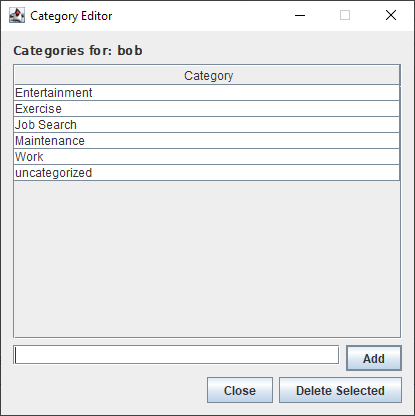 Category Editor
Categories for: bob
Category
Entertainment
Exercise
Job Search
Maintenance
Work
uncategorized
Add
Close Delete Selected